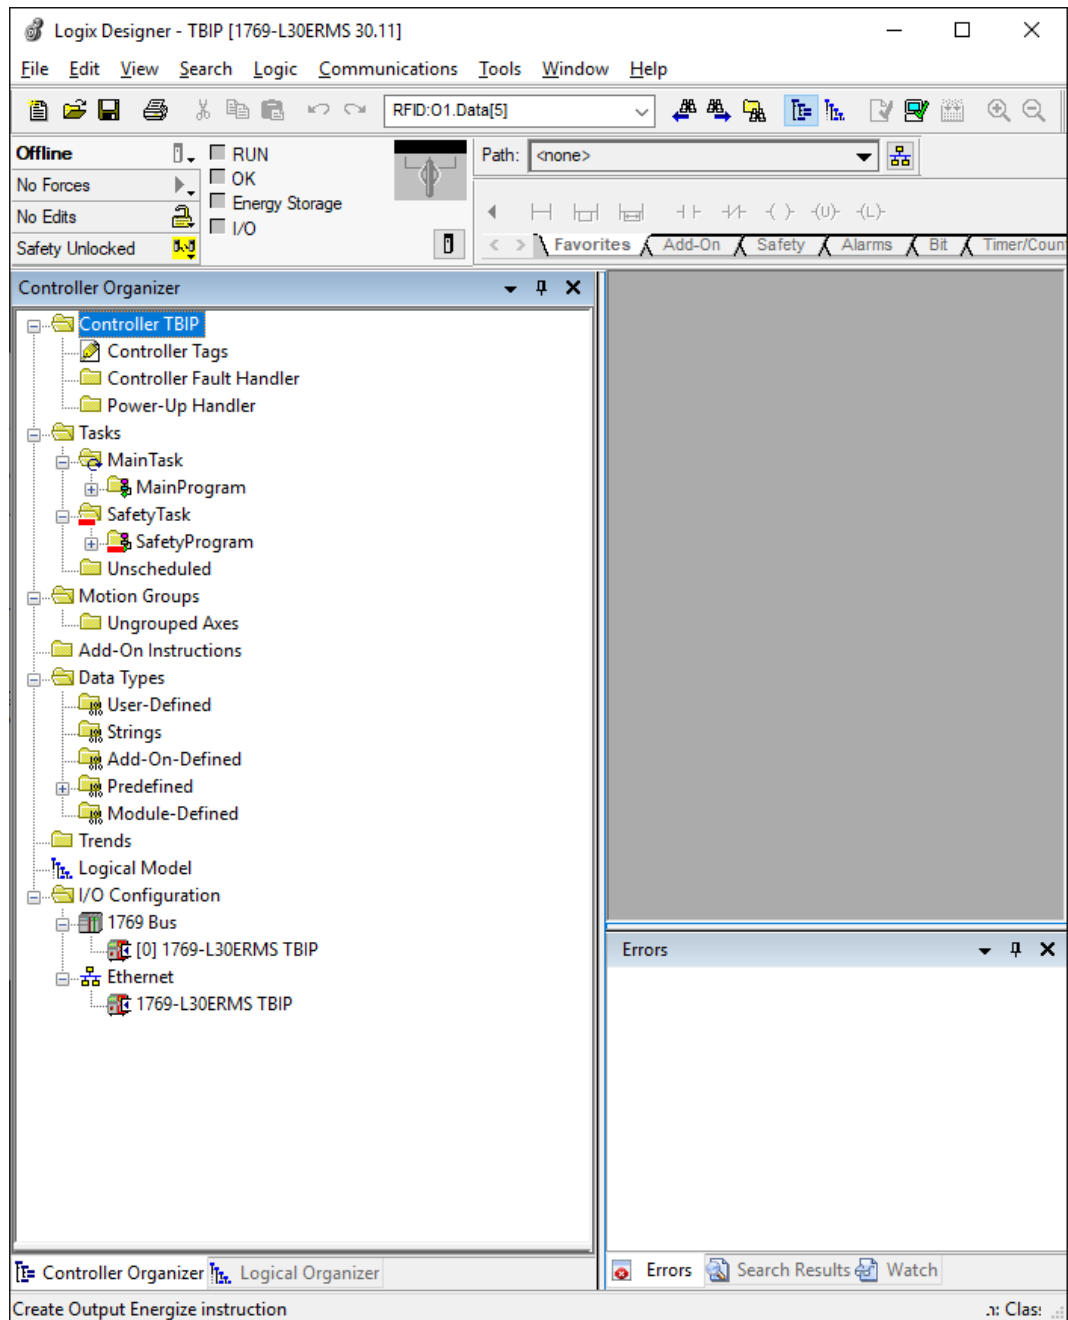 Logix Designer - TBIP [1769-L30ERMS 30.11]
File Edit View Search Logic Communications Tools Window Help
RFID:O1.Data[5]
Offline
RUN
No Forces
OK
No Edits
Energy Storage
Safety Unlocked
I/O
Path: <none>
Favorites Add-On Safety Alarms Bit Timer/Coun
Controller Organizer
Controller TBIP
Controller Tags
Controller Fault Handler
Power-Up Handler
Tasks
MainTask
MainProgram
SafetyTask
SafetyProgram
Unscheduled
Motion Groups
Ungrouped Axes
Add-On Instructions
Data Types
User-Defined
Strings
Add-On-Defined
Predefined
Module-Defined
Trends
Logical Model
I/O Configuration
1769 Bus
[0] 1769-L30ERMS TBIP
Ethernet
1769-L30ERMS TBIP
Errors
Controller Organizer Logical Organizer
Errors Search Results Watch
Create Output Energize instruction